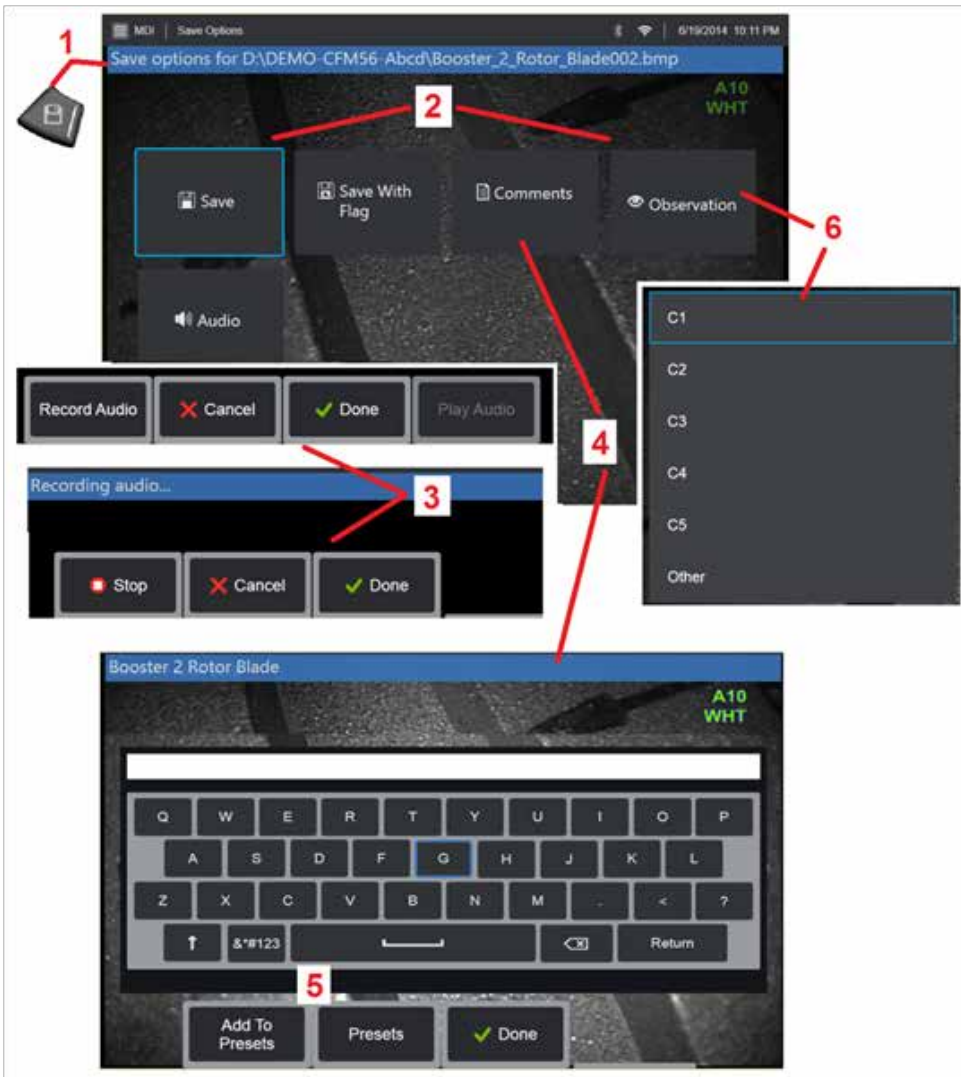 MDI | Save Options 6/19/2014 10:11 PM
1
Save options for D:\DEMO-CFM56-Abcd\Booster_2_Rotor_Blade002.bmp
A10
WHT
2
Save
Save With
Flag
Comments
Observation
6
Audio
C1
C2
C3
C4
C5
Other
Record Audio
Cancel
Done
Play Audio
4
3
Recording audio...
Stop
Cancel
Done
Booster 2 Rotor Blade
A10
WHT
Q W E R T Y U I O P
A S D F G H J K L
Z X C V B N M . < ?
&*#123 Return
5
Add To
Presets
Presets
Done